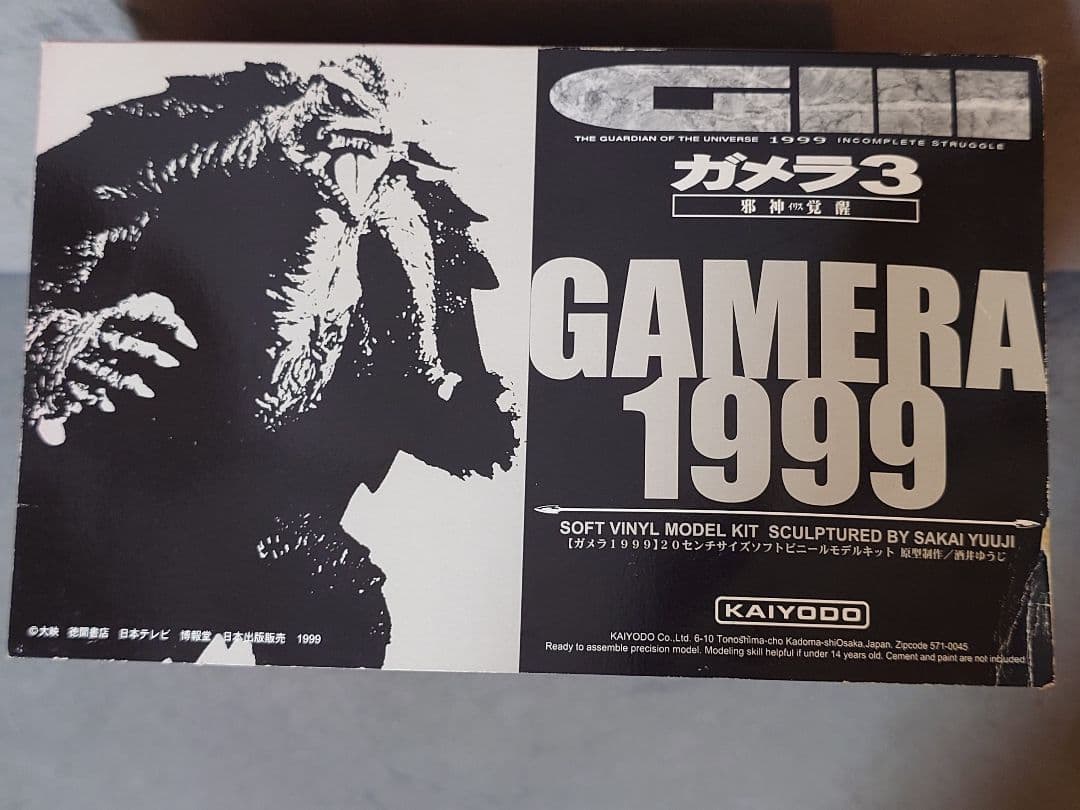 GIII
THE GUARDIAN OF THE UNIVERSE 1999 INCOMPLETE STRUGGLE
ガメラ3
邪神イリス覚醒
GAMERA
1999
SOFT VINYL MODEL KIT SCULPTURED BY SAKAI YUUJI
【ガメラ1999】20センチサイズソフトビニールモデルキット 原型制作/酒井ゆうじ
KAIYODO
KAIYODO Co.,Ltd. 6-10 Tonoshima-cho Kadoma-shiOsaka,Japan. Zipcode 571-0045
Ready to assemble precision model. Modeling skill helpful if under 14 years old. Cement and paint are not included
©大映 徳間書店 日本テレビ 博報堂 日本出版販売 1999